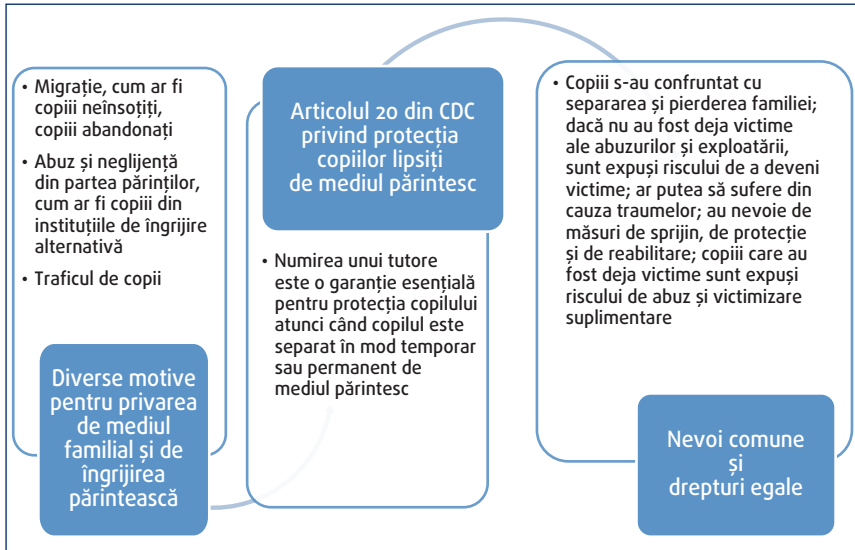 • Migrație, cum ar fi
copiii neînsoțiți,
copiii abandonați
• Abuz și neglijență
din partea părinților,
cum ar fi copiii din
instituțiile de îngrijire
alternativă
• Traficul de copii
Diverse motive
pentru privarea
de mediul
familial și de
îngrijirea
părintească
Articolul 20 din CDC
privind protecția
copiilor lipsiți
de mediul părintesc
• Numirea unui tutore
este o garanție esențială
pentru protecția copilului
atunci când copilul este
separat în mod temporar
sau permanent de
mediul părintesc
• Copiii s-au confruntat cu
separarea și pierderea familiei;
dacă nu au fost deja victime
ale abuzurilor și exploatării,
sunt expuși riscului de a deveni
victime; ar putea să sufere din
cauza traumelor; au nevoie de
măsuri de sprijin, de protecție
și de reabilitare; copiii care au
fost deja victime sunt expuși
riscului de abuz și victimizare
suplimentare
Nevoi comune
și
drepturi egale